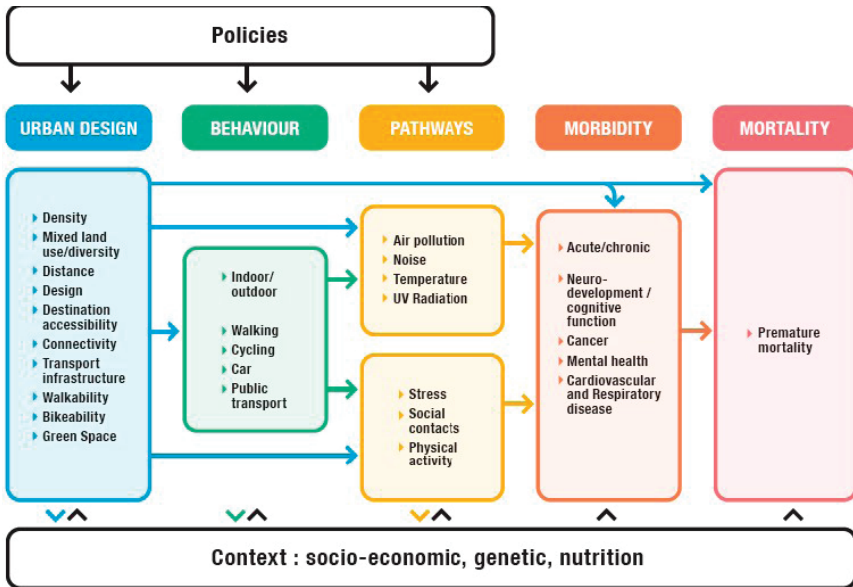 Policies
URBAN DESIGN
BEHAVIOUR
PATHWAYS
MORBIDITY
MORTALITY
Density
Mixed land
use/diversity
Distance
Design
Destination
accessibility
Connectivity
Transport
infrastructure
Walkability
Bikeability
Green Space
Indoor/
outdoor
Walking
Cycling
Car
Public
transport
Air pollution
Noise
Temperature
UV Radiation
Stress
Social
contacts
Physical
activity
Acute/chronic
Neuro-
development /
cognitive
function
Cancer
Mental health
Cardiovascular
and Respiratory
disease
Premature
mortality
Context : socio-economic, genetic, nutrition